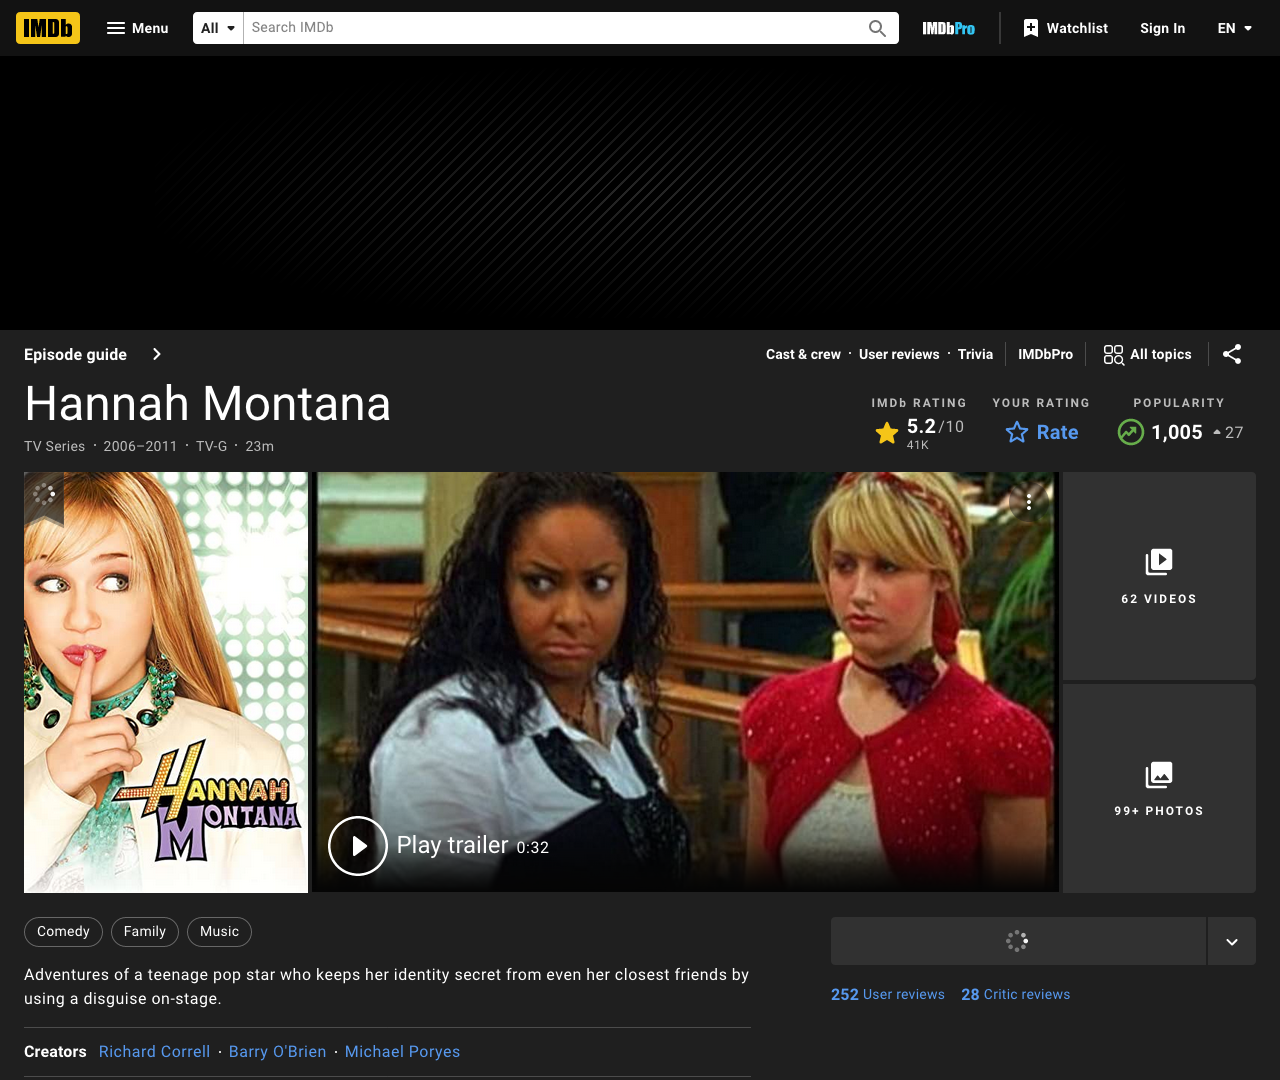 IMDb Menu All Search IMDb IMDbPro Watchlist Sign In EN
Episode guide Cast & crew · User reviews · Trivia IMDbPro All topics
Hannah Montana
TV Series · 2006–2011 · TV-G · 23m
IMDb RATING YOUR RATING POPULARITY
5.2/10 Rate 1,005 27
41K
HANNAH
MONTANA
Play trailer 0:32
62 VIDEOS
99+ PHOTOS
Comedy Family Music
Adventures of a teenage pop star who keeps her identity secret from even her closest friends by
using a disguise on-stage.
252 User reviews 28 Critic reviews
Creators Richard Correll · Barry O'Brien · Michael Poryes